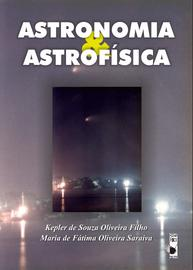 ASTRONOMIA
&
ASTROFÍSICA
Kepler de Souza Oliveira Filho
Maria de Fátima Oliveira Saraiva